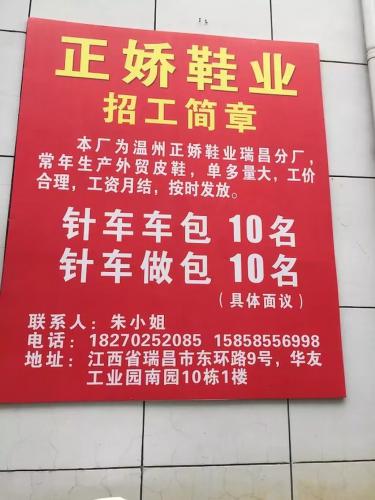 正娇鞋业
招工简章
本厂为温州正娇鞋业瑞昌分厂，
常年生产外贸皮鞋，单多量大，工价
合理，工资月结，按时发放。
针车车包 10名
针车做包 10名
（具体面议）
联系人：朱小姐
电话：18270252085 15858556998
地址：江西省瑞昌市东环路9号，华友
工业园南园10栋1楼